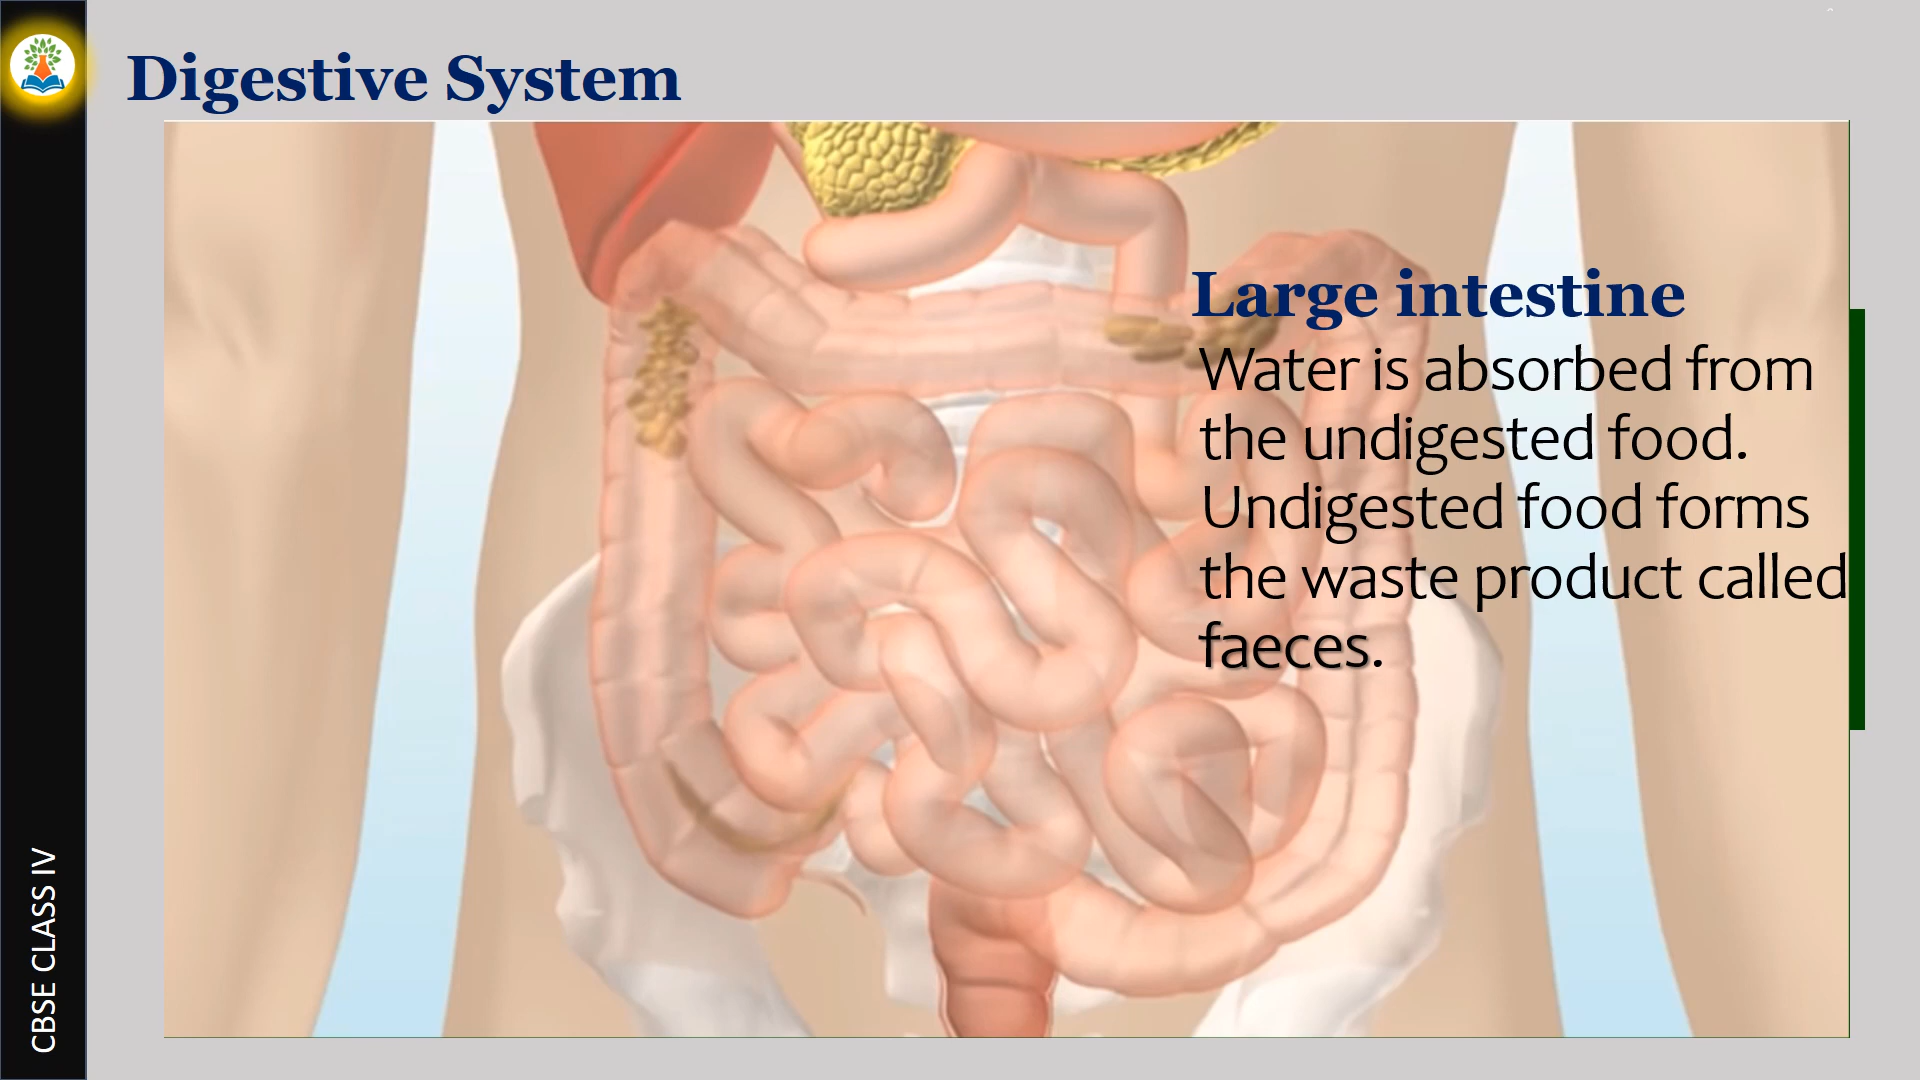 Digestive System
Large intestine
Water is absorbed from
the undigested food.
Undigested food forms
the waste product called
faeces.
CBSE CLASS IV